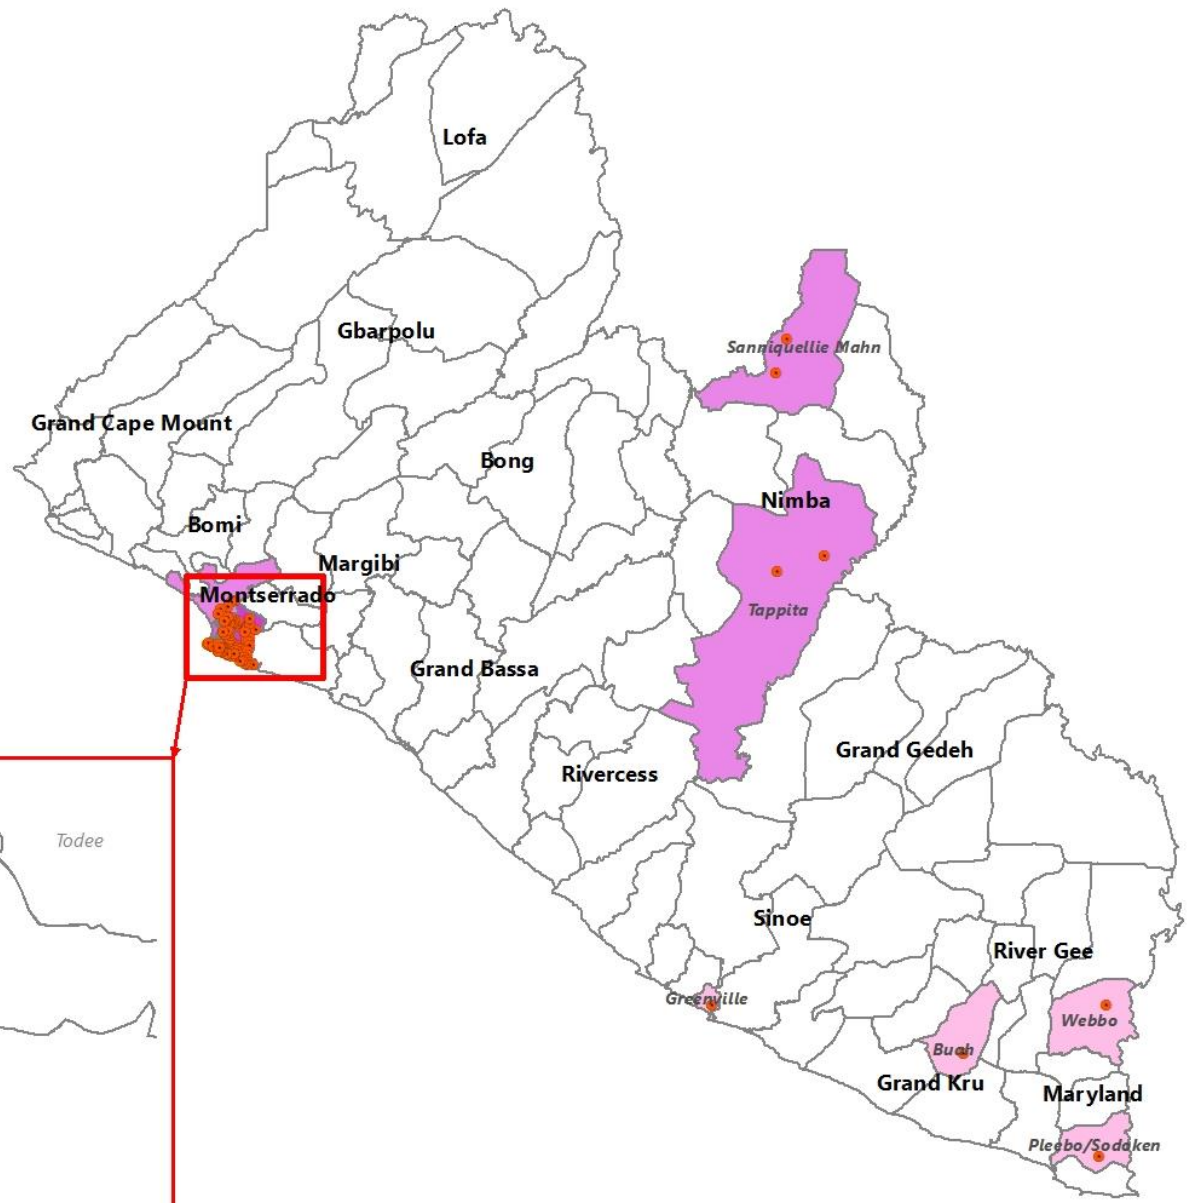 Lofa
Gbarpolu
Sanniquellie Mahn
Grand Cape Mount
Bong
Nimba
Bomi
Margibi
Montserrado
Tappita
Grand Bassa
Grand Gedeh
Rivercess
Todee
Sinoe
River Gee
Greenville
Webbo
Buah
Grand Kru
Maryland
Pleebo/Sodoken